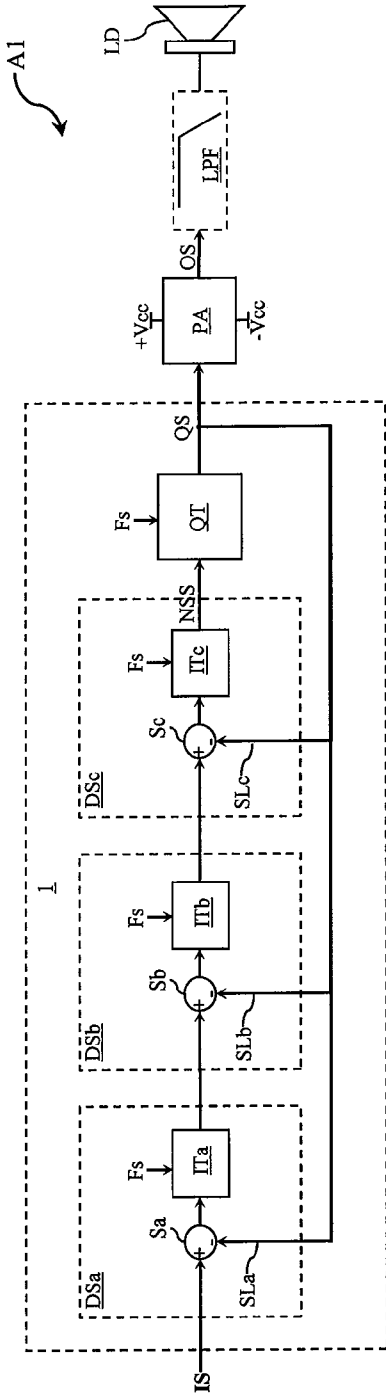 A1
1
IS
DSa
Sa
Fs
ITa
+
-
SLa
DSb
Sb
Fs
ITb
+
-
SLb
DSc
Sc
Fs
ITc
+
-
SLc
NSS
Fs
QT
QS
+Vcc
PA
-Vcc
OS
LPF
LD